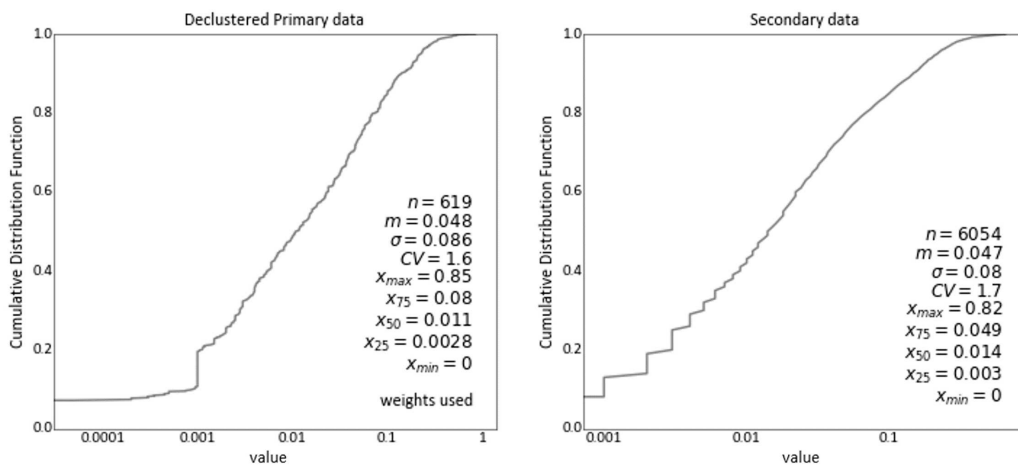 Declustered Primary data
Cumulative Distribution Function
1.0
0.8
0.6
0.4
0.2
0.0
n = 619
m = 0.048
σ = 0.086
CV = 1.6
x_max = 0.85
x_75 = 0.08
x_50 = 0.011
x_25 = 0.0028
x_min = 0
weights used
0.0001 0.001 0.01 0.1 1
value
Secondary data
Cumulative Distribution Function
1.0
0.8
0.6
0.4
0.2
0.0
n = 6054
m = 0.047
σ = 0.08
CV = 1.7
x_max = 0.82
x_75 = 0.049
x_50 = 0.014
x_25 = 0.003
x_min = 0
0.001 0.01 0.1
value